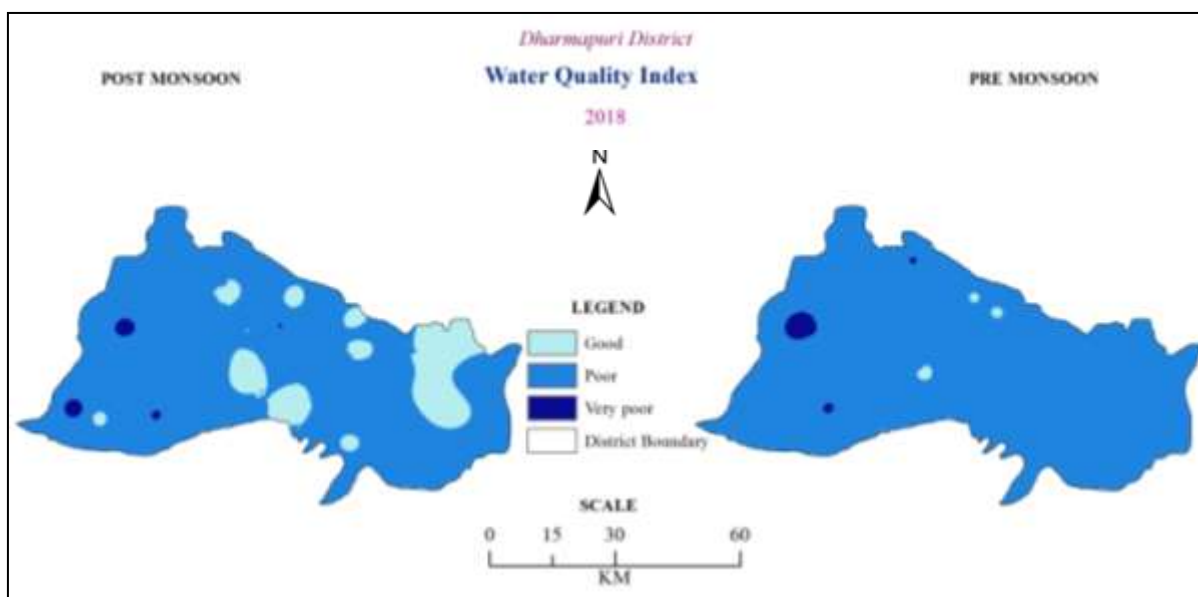 Dharmapuri District
POST MONSOON
Water Quality Index
PRE MONSOON
2018
N
LEGEND
Good
Poor
Very poor
District Boundary
SCALE
0 15 30 60
KM